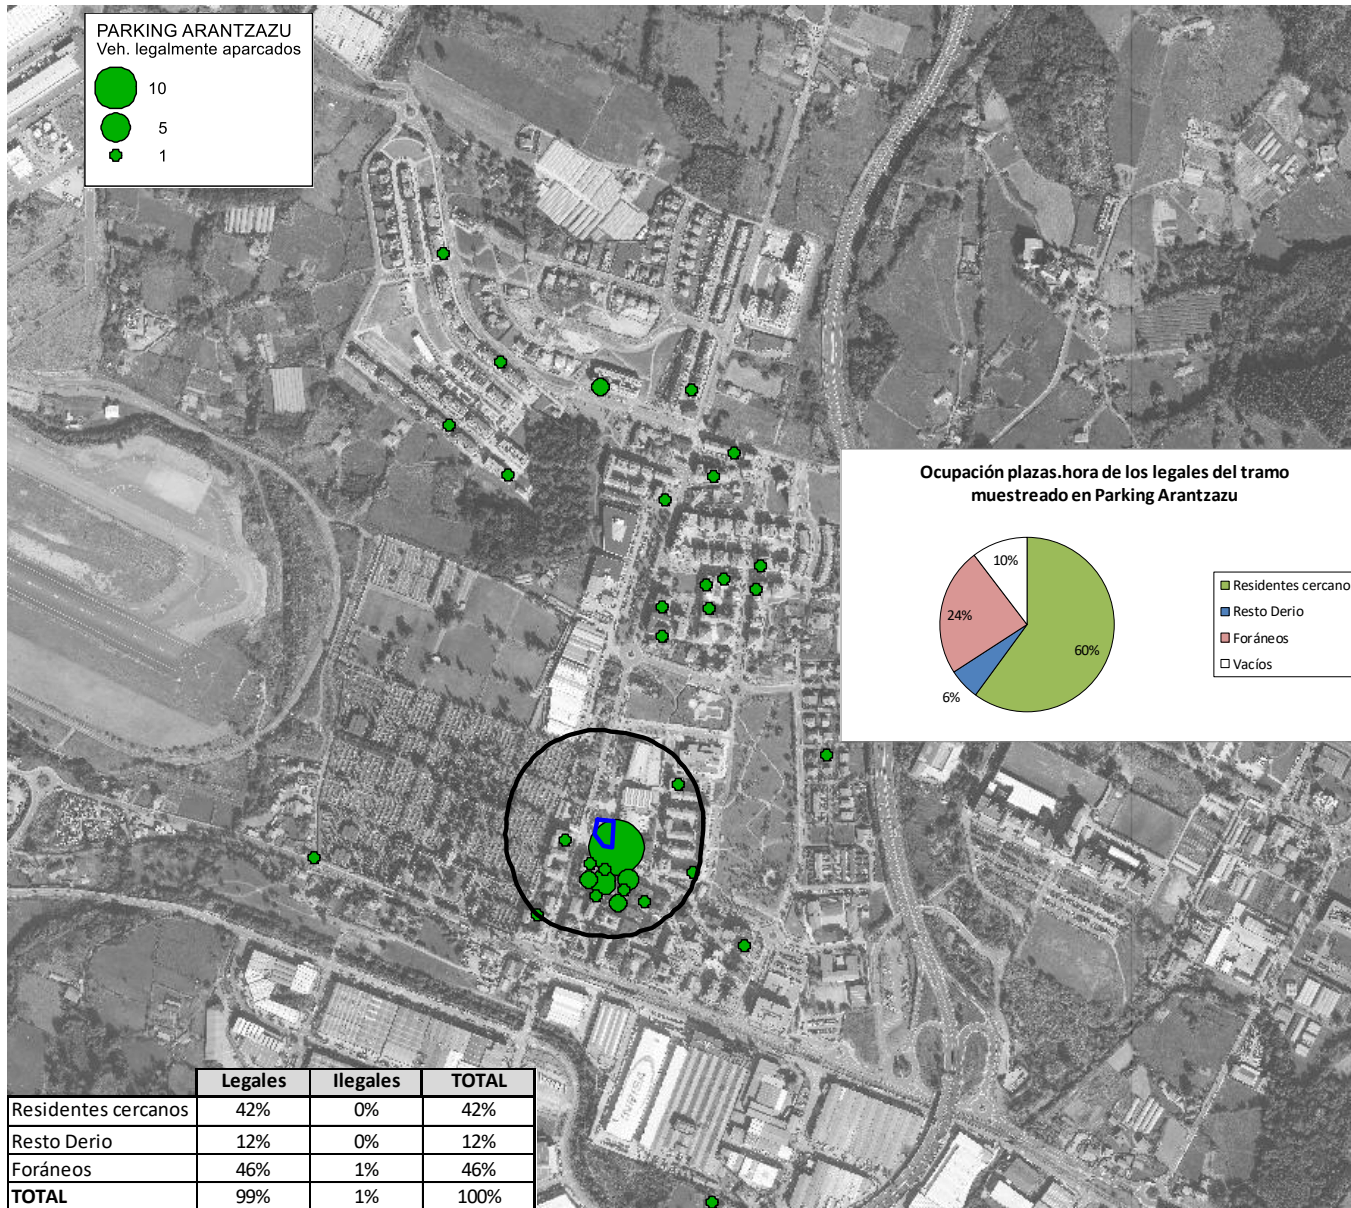 PARKING ARANTZAZU
Veh. legalmente aparcados
10
5
1
Ocupación plazas.hora de los legales del tramo
muestreado en Parking Arantzazu
10%
24%
60%
6%
Residentes cercano
Resto Derio
Foráneos
Vacíos
Legales Ilegales TOTAL
Residentes cercanos 42% 0% 42%
Resto Derio 12% 0% 12%
Foráneos 46% 1% 46%
TOTAL 99% 1% 100%